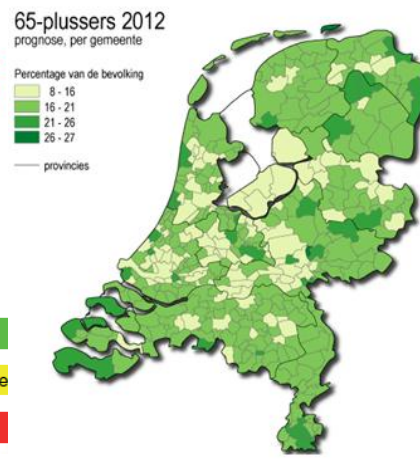 65-plussers 2012
prognose, per gemeente
Percentage van de bevolking
8 - 16
16 - 21
21 - 26
26 - 27
provincies
e